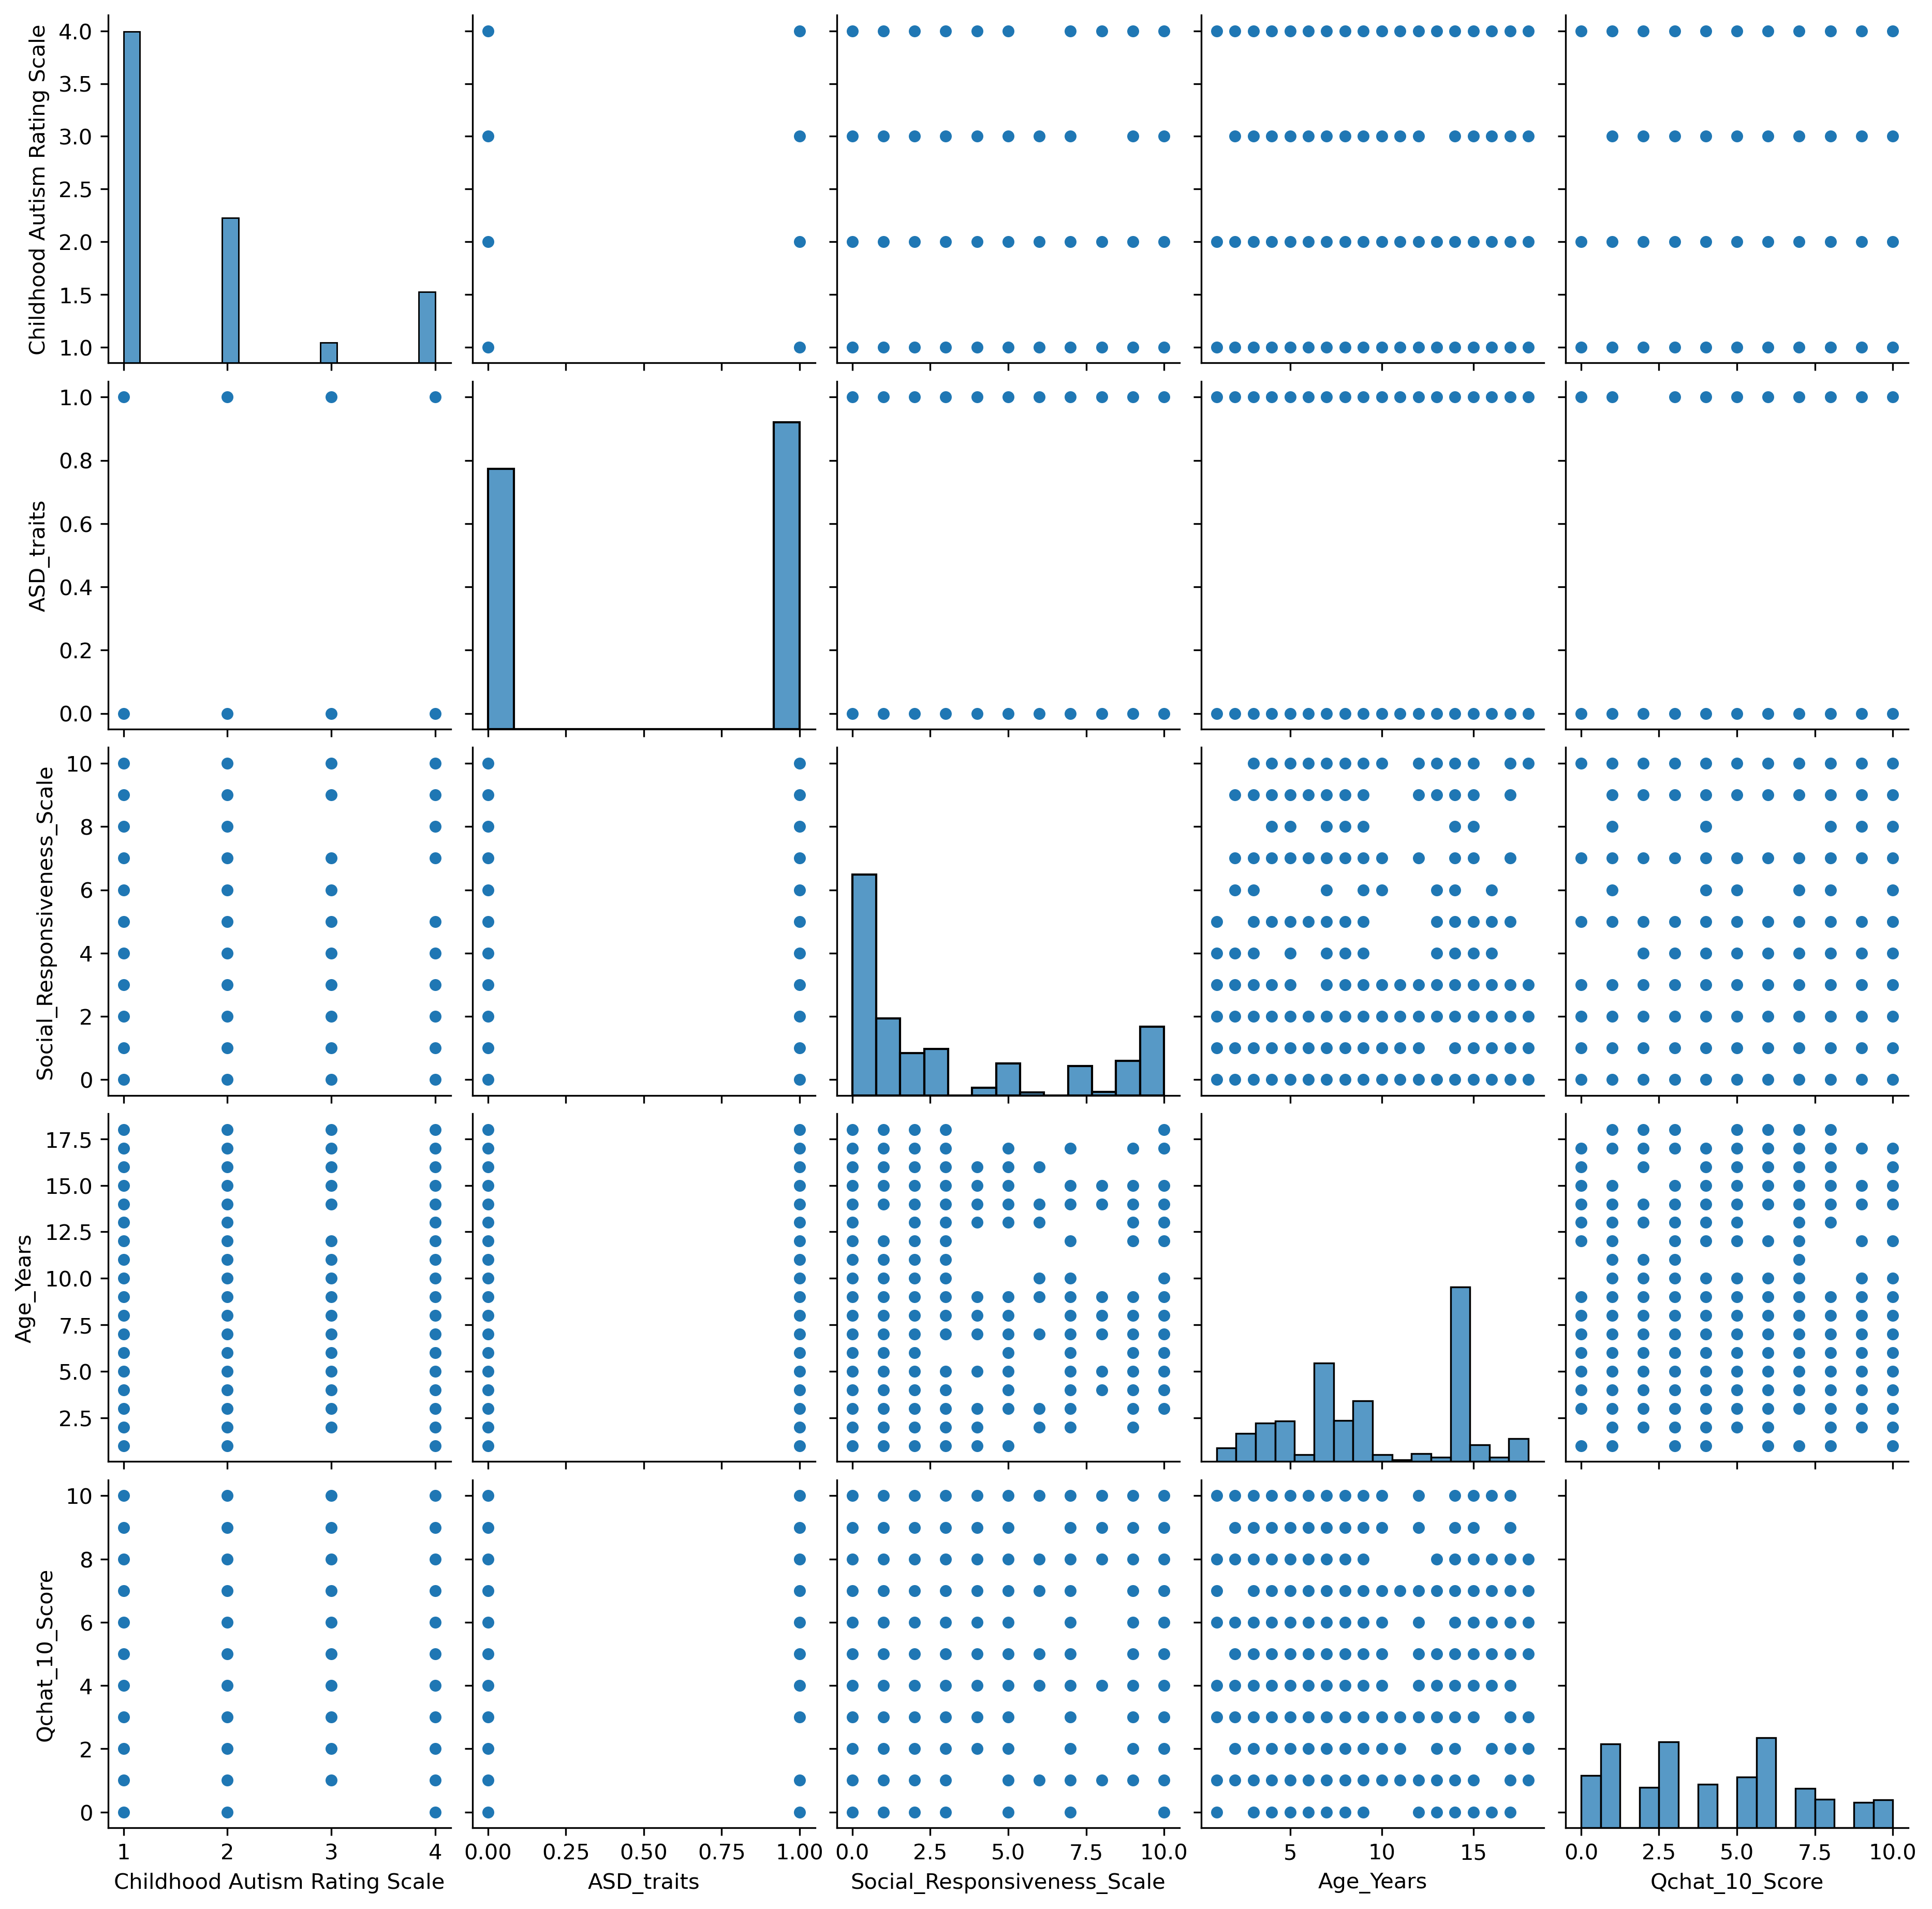 Childhood Autism Rating Scale
4.0
3.5
3.0
2.5
2.0
1.5
1.0
ASD_traits
1.0
0.8
0.6
0.4
0.2
0.0
Social_Responsiveness_Scale
10
8
6
4
2
0
Age_Years
17.5
15.0
12.5
10.0
7.5
5.0
2.5
Qchat_10_Score
10
8
6
4
2
0
1 2 3 4
0.00 0.25 0.50 0.75 1.00
0.0 2.5 5.0 7.5 10.0
5 10 15
0.0 2.5 5.0 7.5 10.0
Childhood Autism Rating Scale
ASD_traits
Social_Responsiveness_Scale
Age_Years
Qchat_10_Score